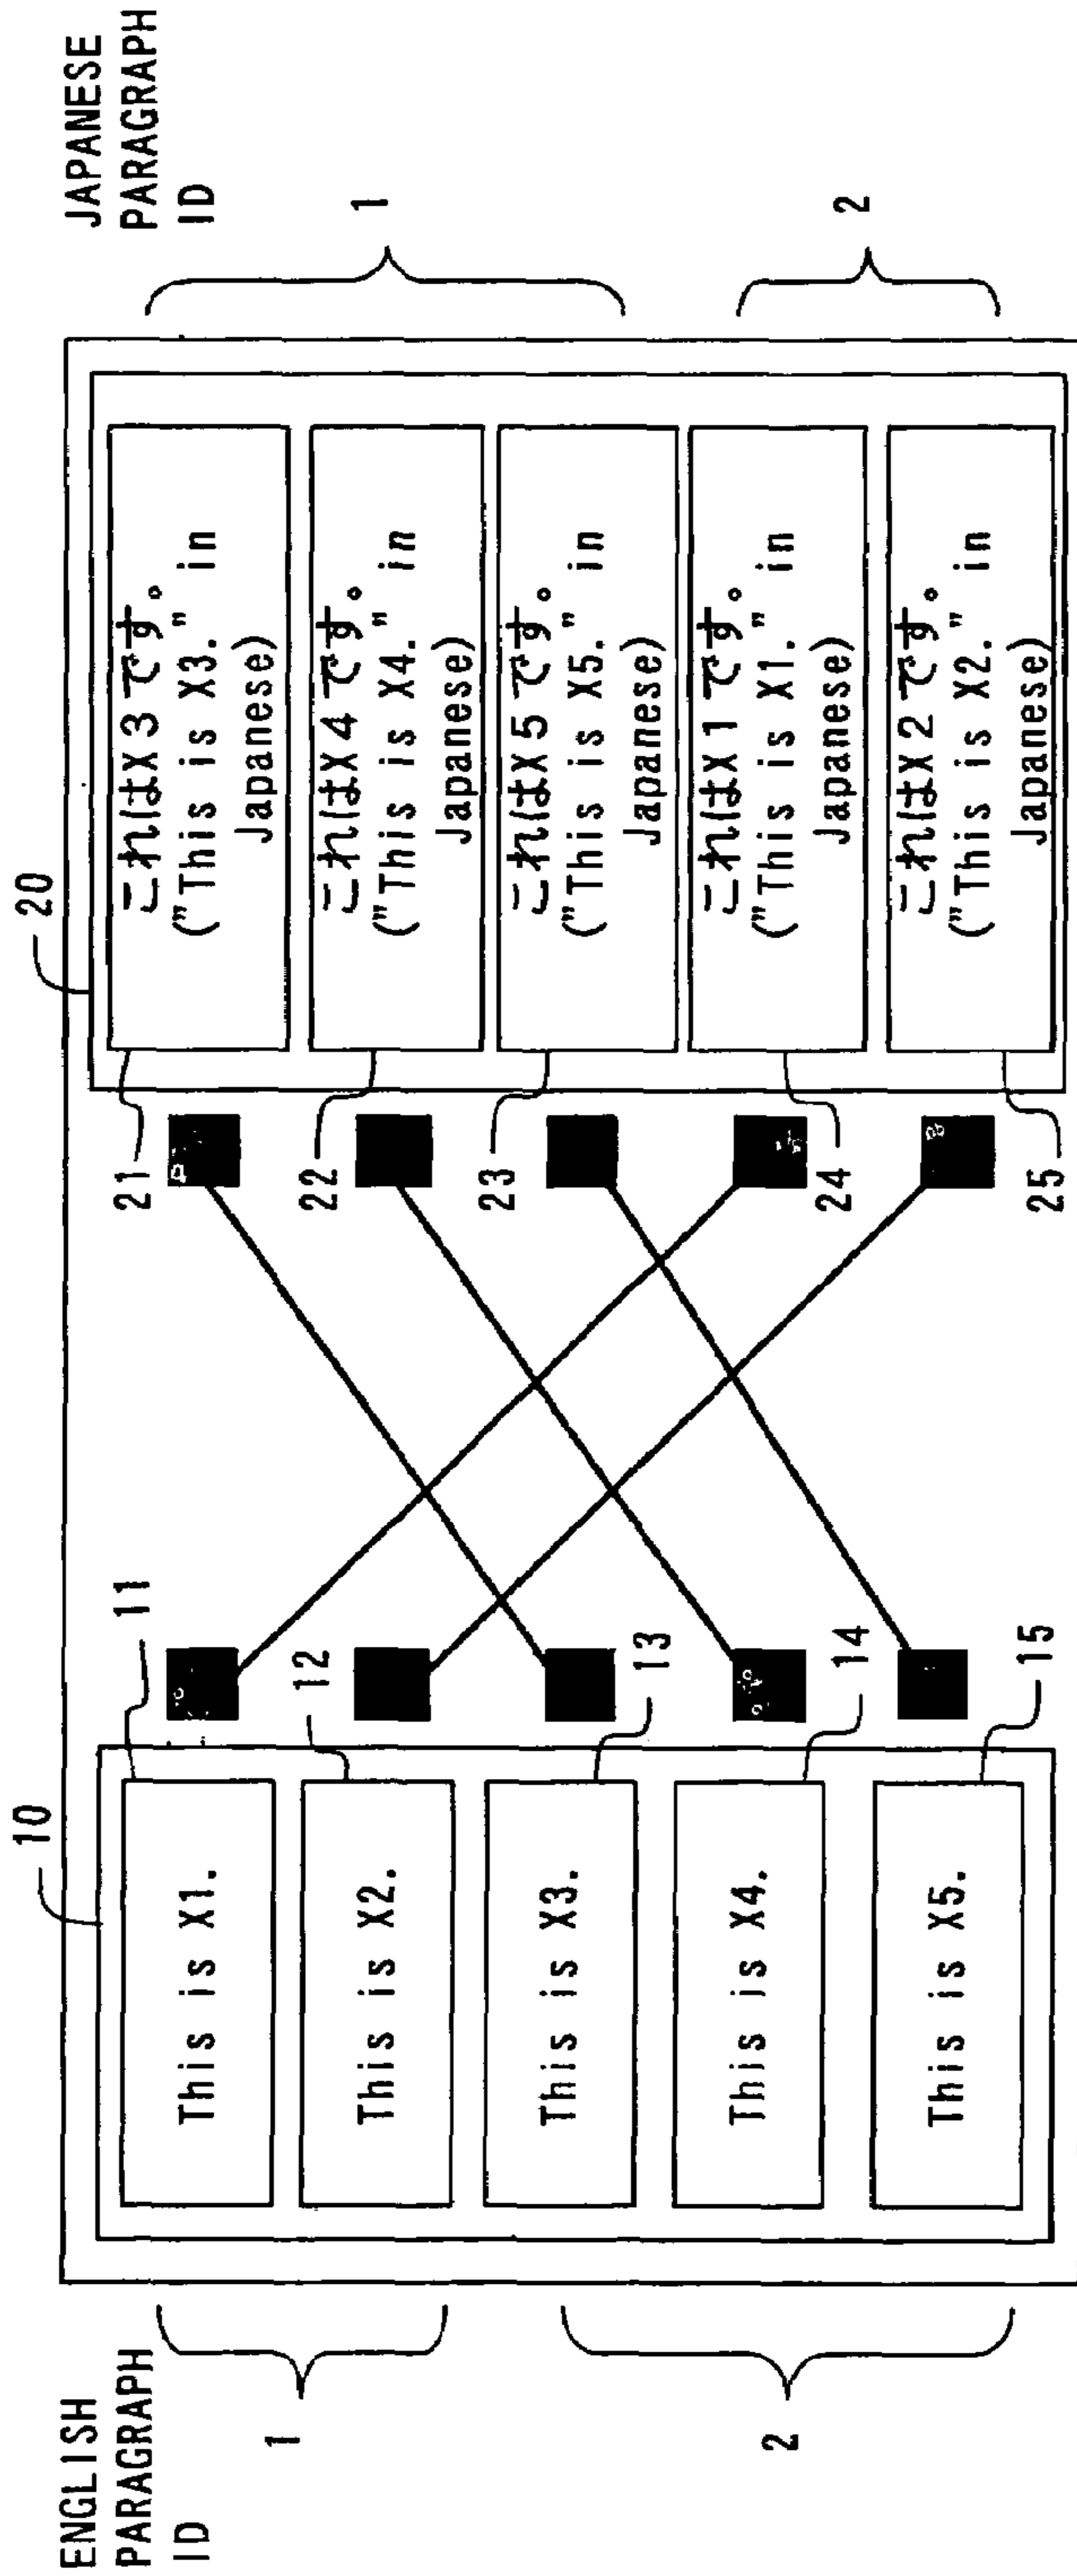 ENGLISH
PARAGRAPH
ID
1
2
10
This is X1.
This is X2.
This is X3.
This is X4.
This is X5.
11
12
13
14
15
20
21
22
23
24
25
これはX3です。
("This is X3." in
Japanese)
これはX4です。
("This is X4." in
Japanese)
これはX5です。
("This is X5." in
Japanese)
これはX1です。
("This is X1." in
Japanese)
これはX2です。
("This is X2." in
Japanese)
JAPANESE
PARAGRAPH
ID
1
2